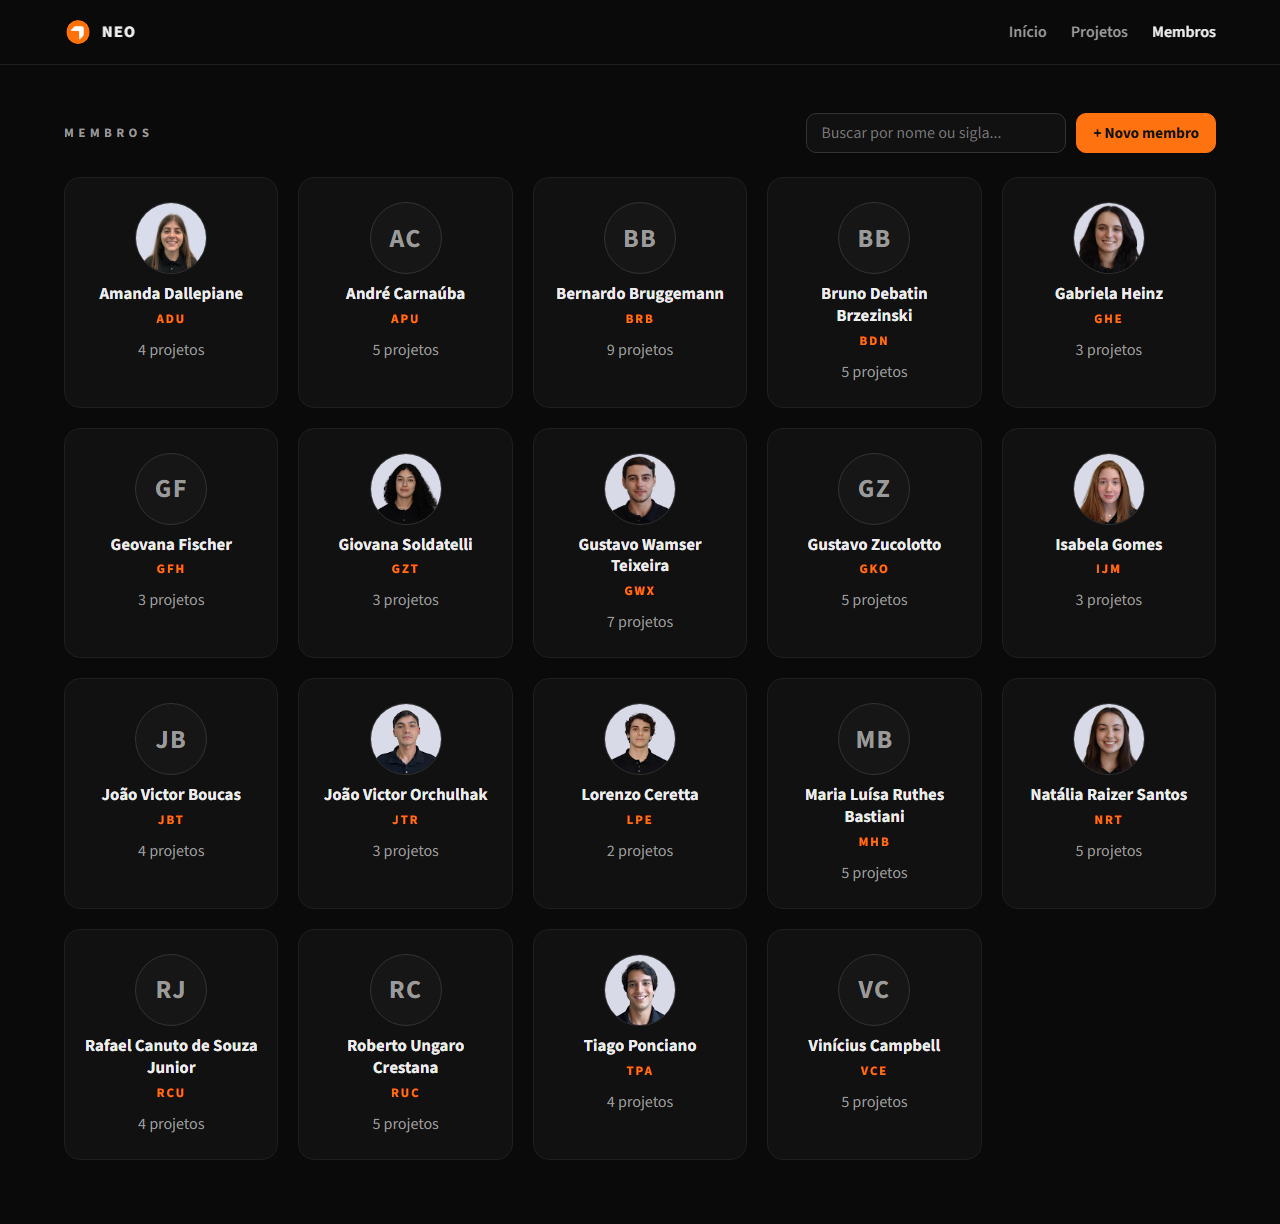 NEO
Início Projetos Membros
MEMBROS
Buscar por nome ou sigla...
+ Novo membro
Amanda Dallepiane
ADU
4 projetos
AC
André Carnaúba
APU
5 projetos
BB
Bernardo Bruggemann
BRB
9 projetos
BB
Bruno Debatin
Brzezinski
BDN
5 projetos
Gabriela Heinz
GHE
3 projetos
GF
Geovana Fischer
GFH
3 projetos
Giovana Soldatelli
GZT
3 projetos
Gustavo Wamser
Teixeira
GWX
7 projetos
GZ
Gustavo Zucolotto
GKO
5 projetos
Isabela Gomes
IJM
3 projetos
JB
João Victor Boucas
JBT
4 projetos
João Victor Orchulhak
JTR
3 projetos
Lorenzo Ceretta
LPE
2 projetos
MB
Maria Luísa Ruthes
Bastiani
MHB
5 projetos
Natália Raizer Santos
NRT
5 projetos
RJ
Rafael Canuto de Souza
Junior
RCU
4 projetos
RC
Roberto Ungaro
Crestana
RUC
5 projetos
Tiago Ponciano
TPA
4 projetos
VC
Vinícius Campbell
VCE
5 projetos